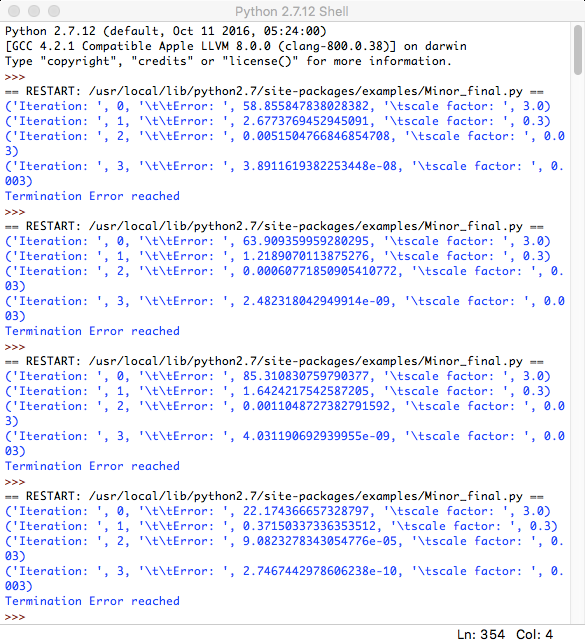 Python 2.7.12 Shell
Python 2.7.12 (default, Oct 11 2016, 05:24:00)
[GCC 4.2.1 Compatible Apple LLVM 8.0.0 (clang-800.0.38)] on darwin
Type "copyright", "credits" or "license()" for more information.
>>>
== RESTART: /usr/local/lib/python2.7/site-packages/examples/Minor_final.py ==
('Iteration: ', 0, '\t\tError: ', 58.855847838028382, '\tscale factor: ', 3.0)
('Iteration: ', 1, '\t\tError: ', 2.6773769452945091, '\tscale factor: ', 0.3)
('Iteration: ', 2, '\t\tError: ', 0.0051504766846854708, '\tscale factor: ', 0.0
3)
('Iteration: ', 3, '\t\tError: ', 3.8911619382253448e-08, '\tscale factor: ', 0.
003)
Termination Error reached
>>>
== RESTART: /usr/local/lib/python2.7/site-packages/examples/Minor_final.py ==
('Iteration: ', 0, '\t\tError: ', 63.909359959280295, '\tscale factor: ', 3.0)
('Iteration: ', 1, '\t\tError: ', 1.2189070113875276, '\tscale factor: ', 0.3)
('Iteration: ', 2, '\t\tError: ', 0.00060771850905410772, '\tscale factor: ', 0.
03)
('Iteration: ', 3, '\t\tError: ', 2.482318042949914e-09, '\tscale factor: ', 0.0
03)
Termination Error reached
>>>
== RESTART: /usr/local/lib/python2.7/site-packages/examples/Minor_final.py ==
('Iteration: ', 0, '\t\tError: ', 85.310830759790377, '\tscale factor: ', 3.0)
('Iteration: ', 1, '\t\tError: ', 1.6424217542587205, '\tscale factor: ', 0.3)
('Iteration: ', 2, '\t\tError: ', 0.0011048727382791592, '\tscale factor: ', 0.0
3)
('Iteration: ', 3, '\t\tError: ', 4.031190692939955e-09, '\tscale factor: ', 0.0
03)
Termination Error reached
>>>
== RESTART: /usr/local/lib/python2.7/site-packages/examples/Minor_final.py ==
('Iteration: ', 0, '\t\tError: ', 22.174366657328797, '\tscale factor: ', 3.0)
('Iteration: ', 1, '\t\tError: ', 0.37150337336353512, '\tscale factor: ', 0.3)
('Iteration: ', 2, '\t\tError: ', 9.0823278343054776e-05, '\tscale factor: ', 0.
03)
('Iteration: ', 3, '\t\tError: ', 2.7467442978606238e-10, '\tscale factor: ', 0.
003)
Termination Error reached
>>>
Ln: 354 Col: 4